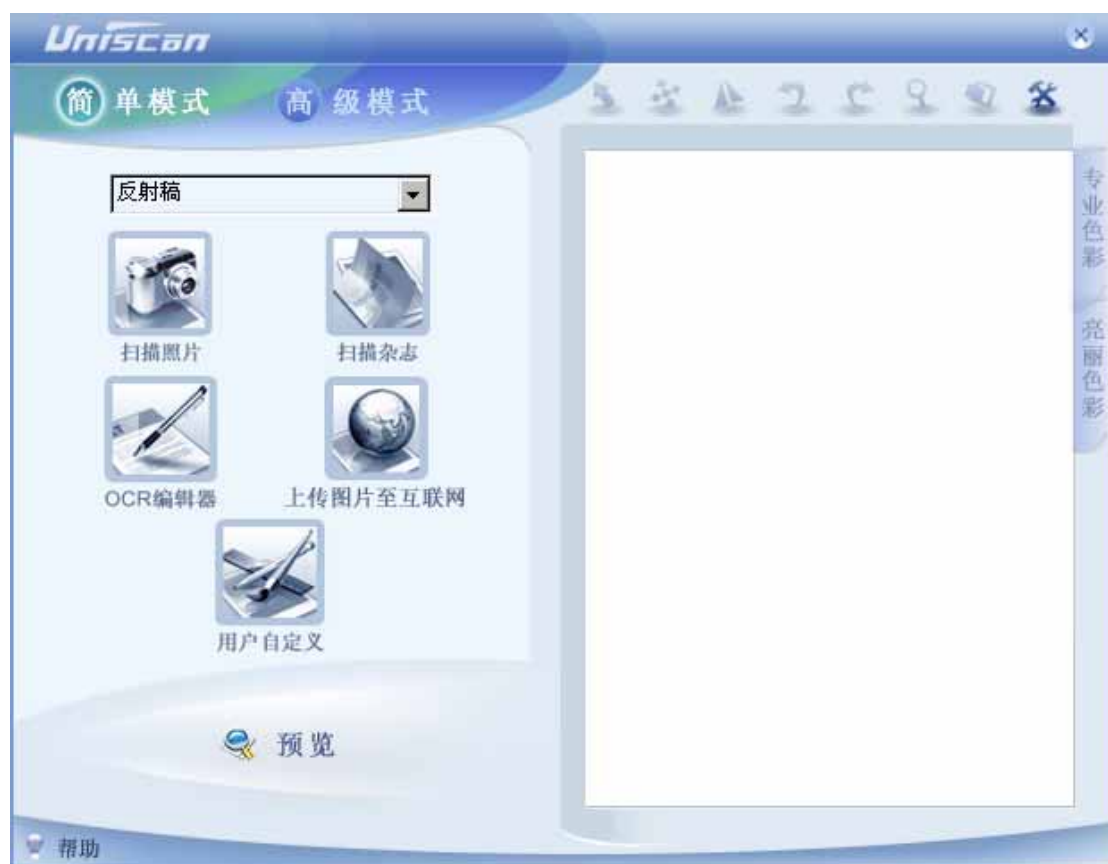 Uniscan
简单模式
高级模式
反射稿
扫描照片
扫描杂志
OCR编辑器
上传图片至互联网
用户自定义
预览
帮助
专业色彩
亮丽色彩